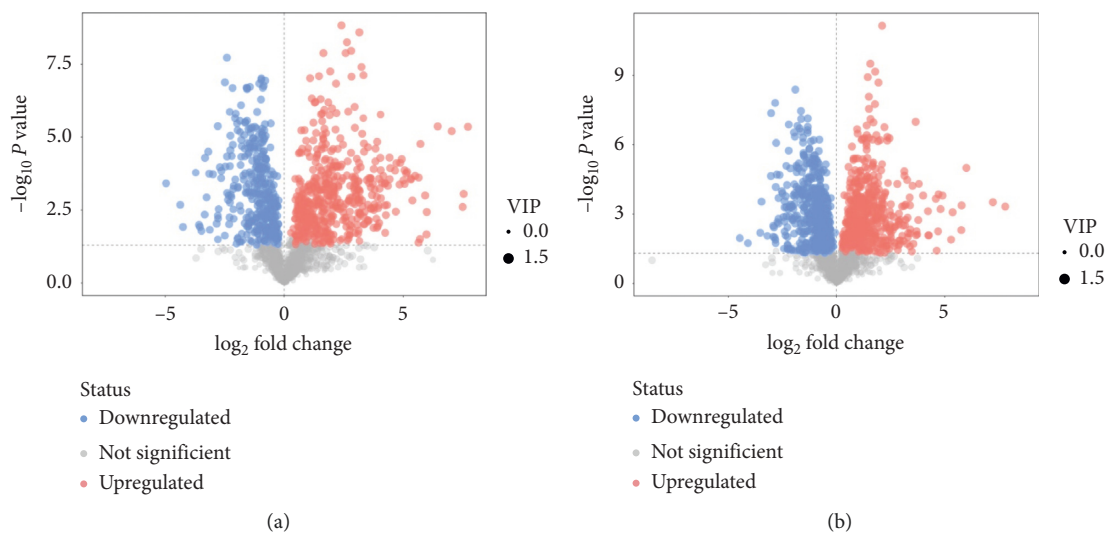 7.5
5.0
2.5
0.0
−log10 P value
−5
0
5
log2 fold change
VIP
0.0
1.5
Status
Downregulated
Not significant
Upregulated
(a)
9
6
3
0
−log10 P value
−5
0
5
log2 fold change
VIP
0.0
1.5
Status
Downregulated
Not significant
Upregulated
(b)